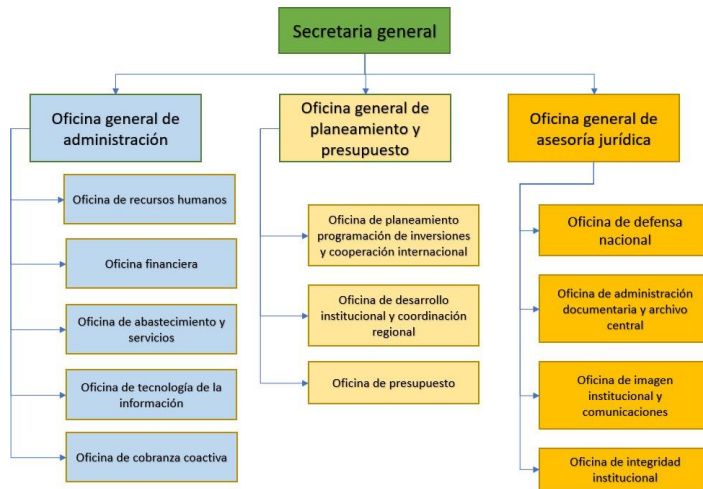 Secretaria general
Oficina general de
administración
Oficina de recursos humanos
Oficina financiera
Oficina de abastecimiento y
servicios
Oficina de tecnología de la
información
Oficina de cobranza coactiva
Oficina general de
planeamiento y
presupuesto
Oficina de planeamiento
programación de inversiones
y cooperación internacional
Oficina de desarrollo
institucional y coordinación
regional
Oficina de presupuesto
Oficina general de
asesoría jurídica
Oficina de defensa
nacional
Oficina de administración
documentaria y archivo
central
Oficina de imagen
institucional y
comunicaciones
Oficina de integridad
institucional